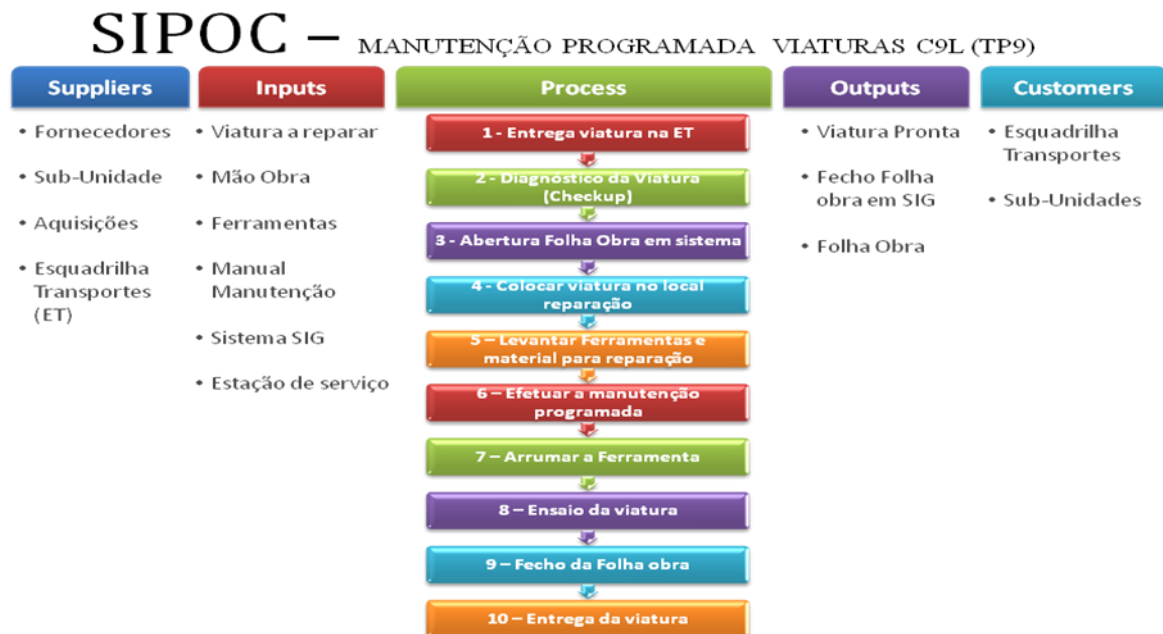 SIPOC – MANUTENÇÃO PROGRAMADA VIATURAS C9L (TP9)
Suppliers
• Fornecedores
• Sub-Unidade
• Aquisições
• Esquadrilha
Transportes
(ET)
Inputs
• Viatura a reparar
• Mão Obra
• Ferramentas
• Manual
Manutenção
• Sistema SIG
• Estação de serviço
Process
1 - Entrega viatura na ET
2 - Diagnóstico da Viatura
(Checkup)
3 - Abertura Folha Obra em sistema
4 - Colocar viatura no local
reparação
5 – Levantar Ferramentas e
material para reparação
6 – Efetuar a manutenção
programada
7 – Arrumar a Ferramenta
8 – Ensaio da viatura
9 – Fecho da Folha obra
10 – Entrega da viatura
Outputs
• Viatura Pronta
• Fecho Folha
obra em SIG
• Folha Obra
Customers
• Esquadrilha
Transportes
• Sub-Unidades